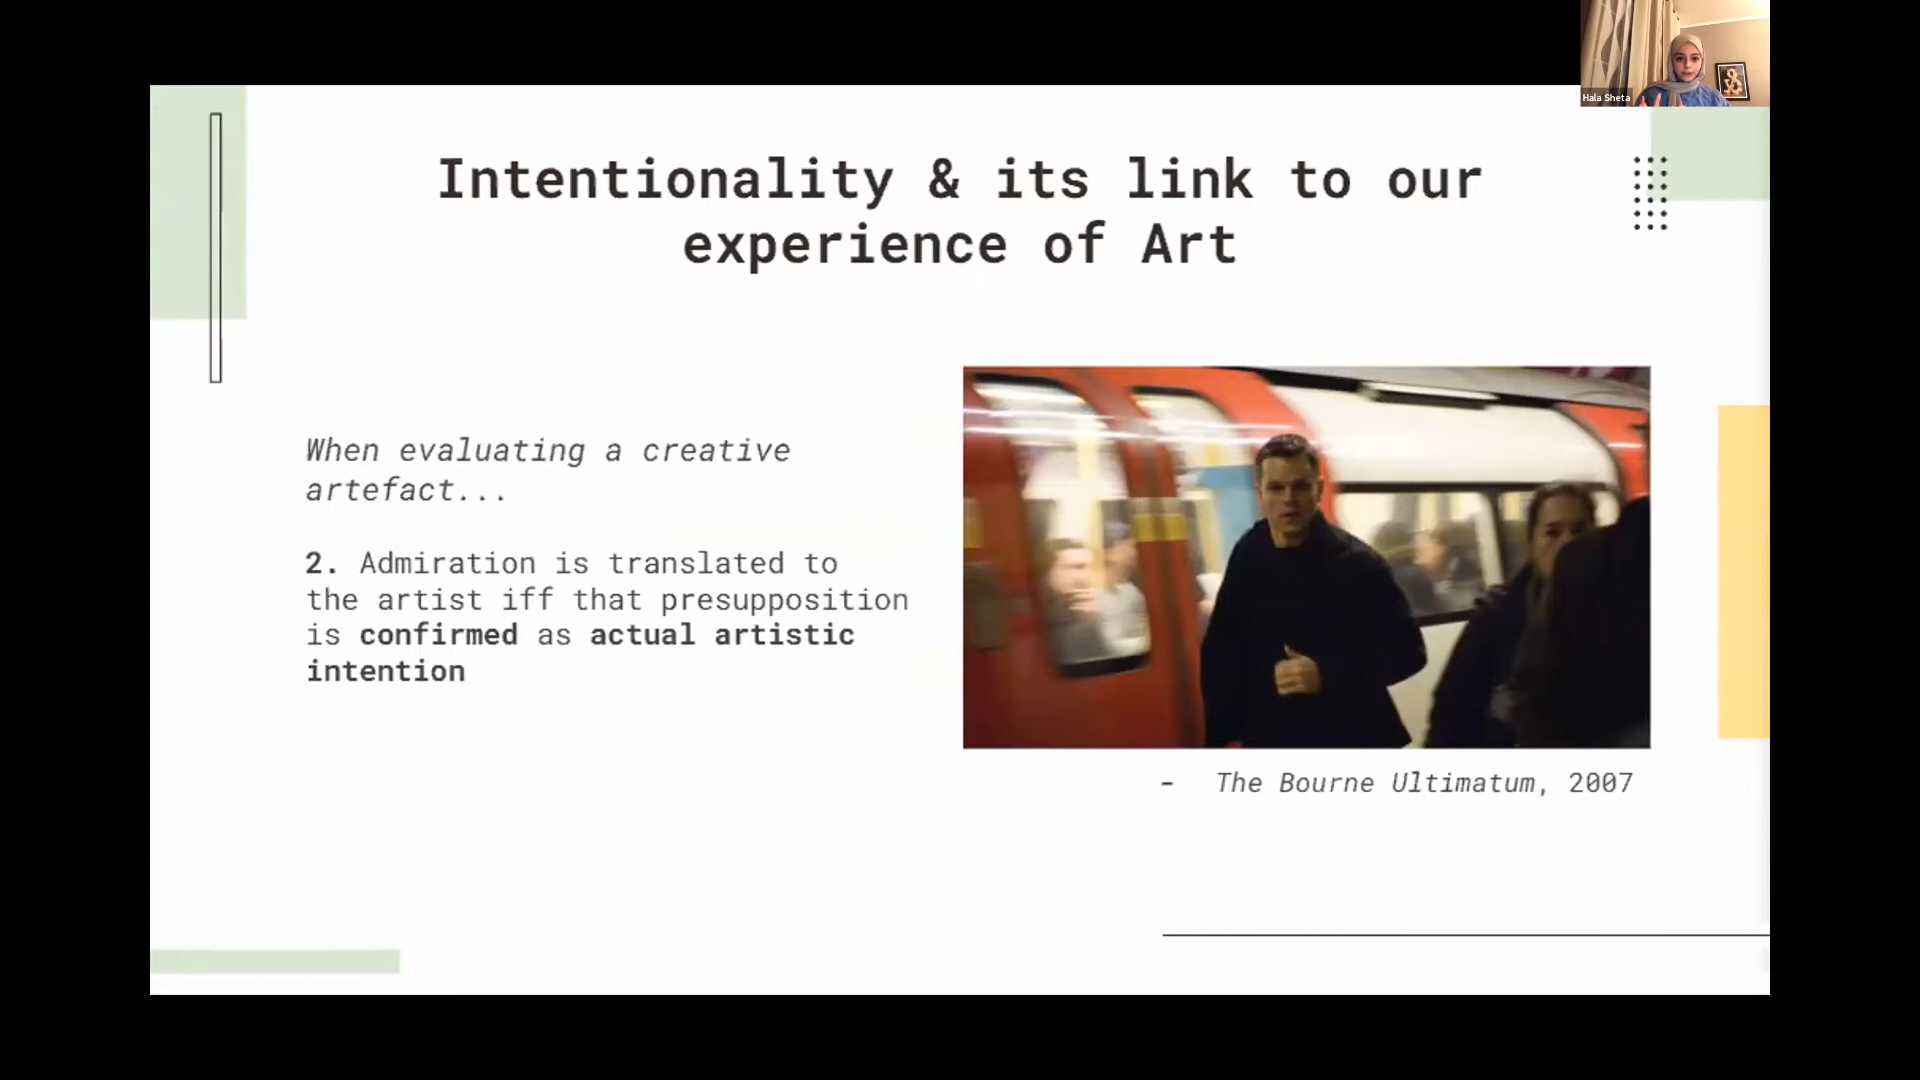 Hala Sheta
Intentionality & its link to our
experience of Art
When evaluating a creative
artefact...
2. Admiration is translated to
the artist iff that presupposition
is confirmed as actual artistic
intention
- The Bourne Ultimatum, 2007